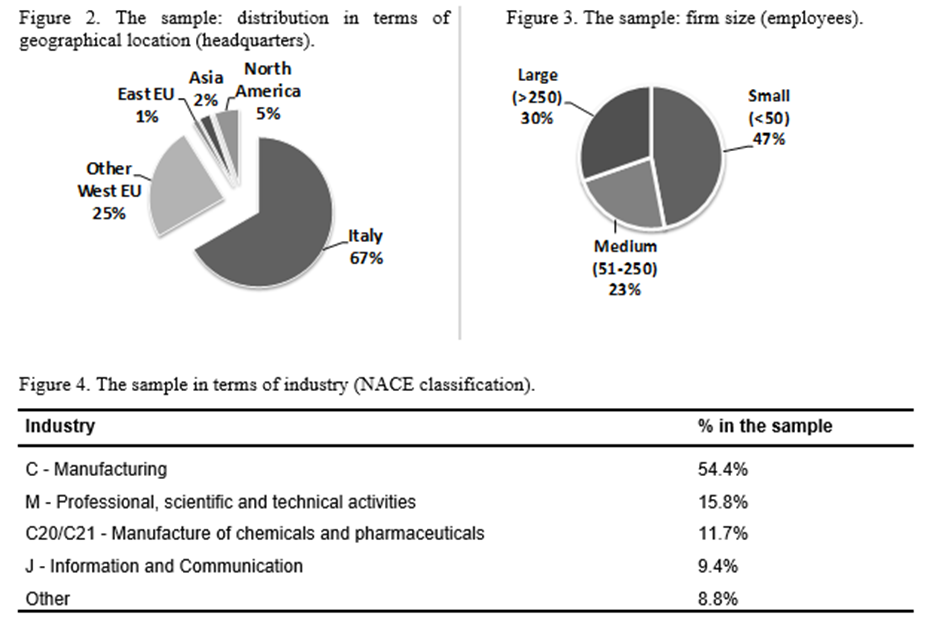 Figure 2. The sample: distribution in terms of
geographical location (headquarters).
North
America
5%
Asia
2%
East EU
1%
Other
West EU
25%
Italy
67%
Figure 3. The sample: firm size (employees).
Large
(>250)
30%
Small
(<50)
47%
Medium
(51-250)
23%
Figure 4. The sample in terms of industry (NACE classification).
Industry % in the sample
C - Manufacturing 54.4%
M - Professional, scientific and technical activities 15.8%
C20/C21 - Manufacture of chemicals and pharmaceuticals 11.7%
J - Information and Communication 9.4%
Other 8.8%